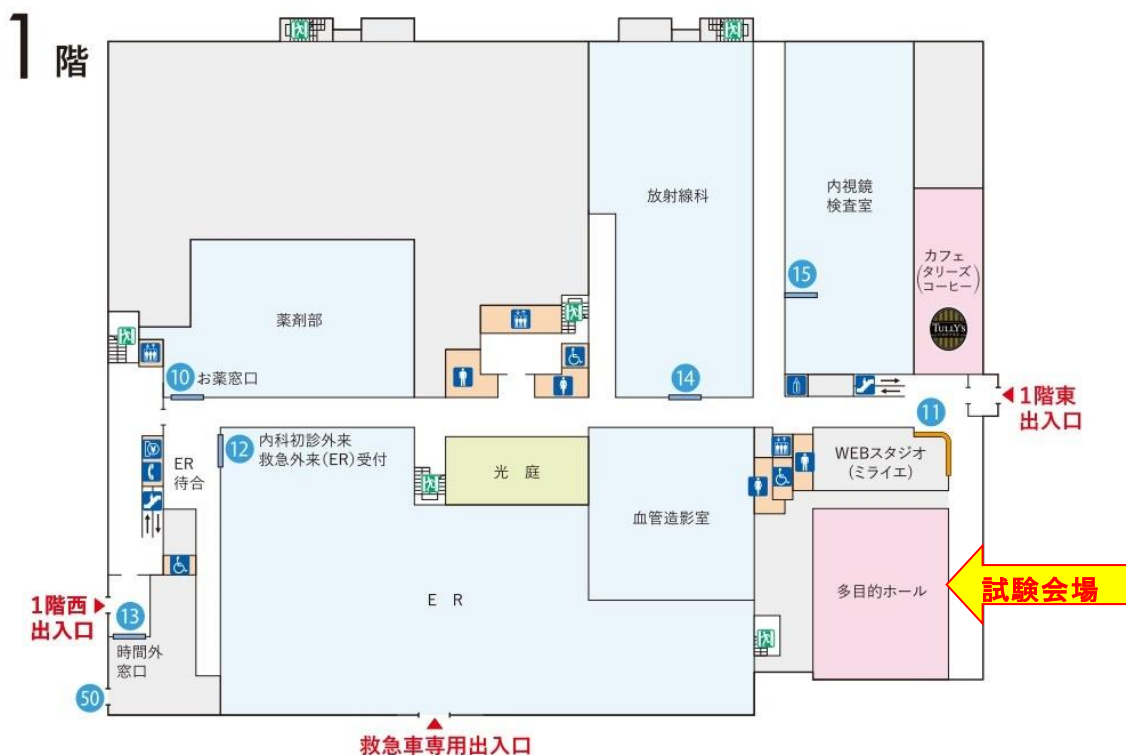 1 階
放射線科
内視鏡
検査室
カフェ
(タリーズ
コーヒー)
TULLY'S
15
薬剤部
10 お薬窓口
14
1階東
出入口
11
12 内科初診外来
救急外来(ER)受付
ER
待合
光 庭
WEBスタジオ
(ミライエ)
血管造影室
E R
多目的ホール
試験会場
1階西
出入口
13
時間外
窓口
50
救急車専用出入口